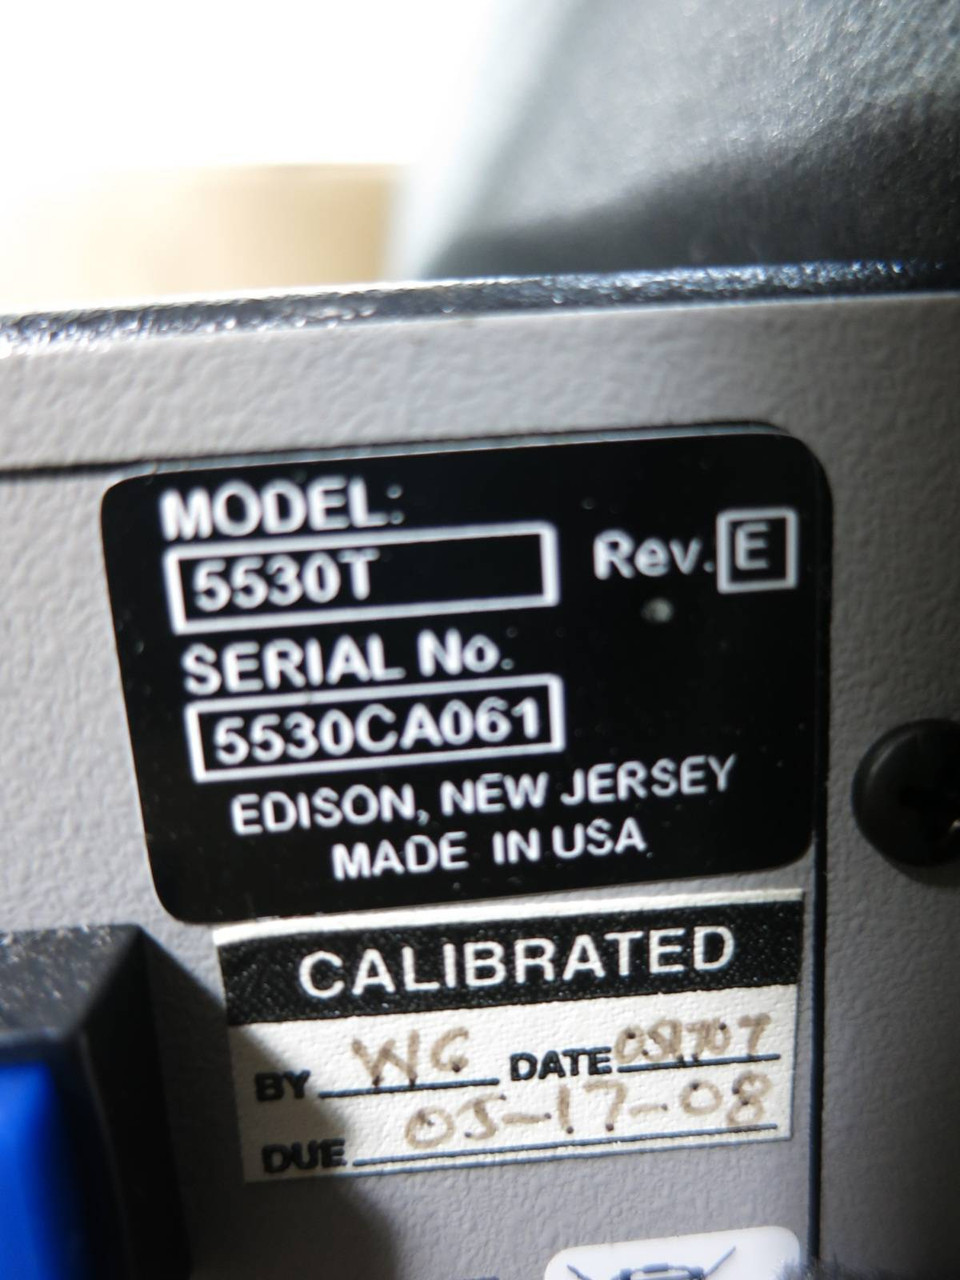 MODEL:
5530T Rev. E
SERIAL No.
5530CA061
EDISON, NEW JERSEY
MADE IN USA
CALIBRATED
BY WG DATE 051707
DUE 05-17-08